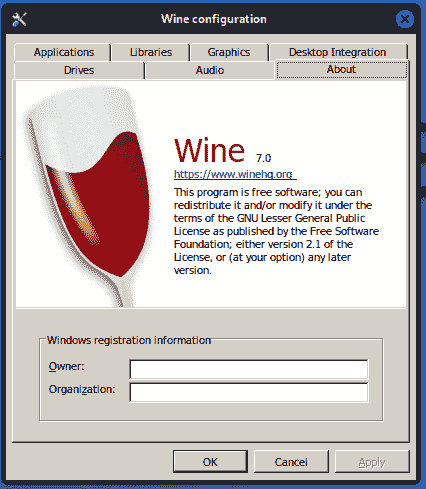 Wine configuration
Applications Libraries Graphics Desktop Integration
Drives Audio About
Wine 7.0
https://www.winehq.org
This program is free software; you can
redistribute it and/or modify it under the
terms of the GNU Lesser General Public
License as published by the Free Software
Foundation; either version 2.1 of the
License, or (at your option) any later
version.
Windows registration information
Owner:
Organization:
OK Cancel Apply